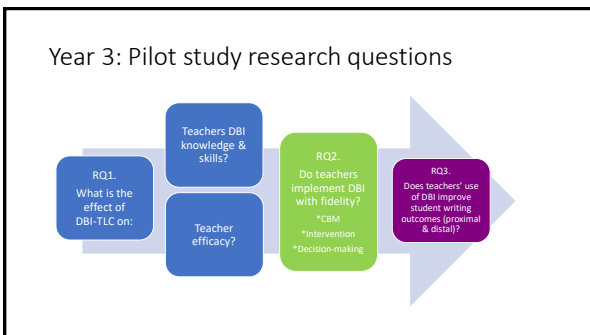 Year 3: Pilot study research questions
RQ1.
What is the
effect of
DBI-TLC on:
Teachers DBI
knowledge &
skills?
Teacher
efficacy?
RQ2.
Do teachers
implement DBI
with fidelity?
*CBM
*Intervention
*Decision-making
RQ3.
Does teachers' use
of DBI improve
student writing
outcomes (proximal
& distal)?